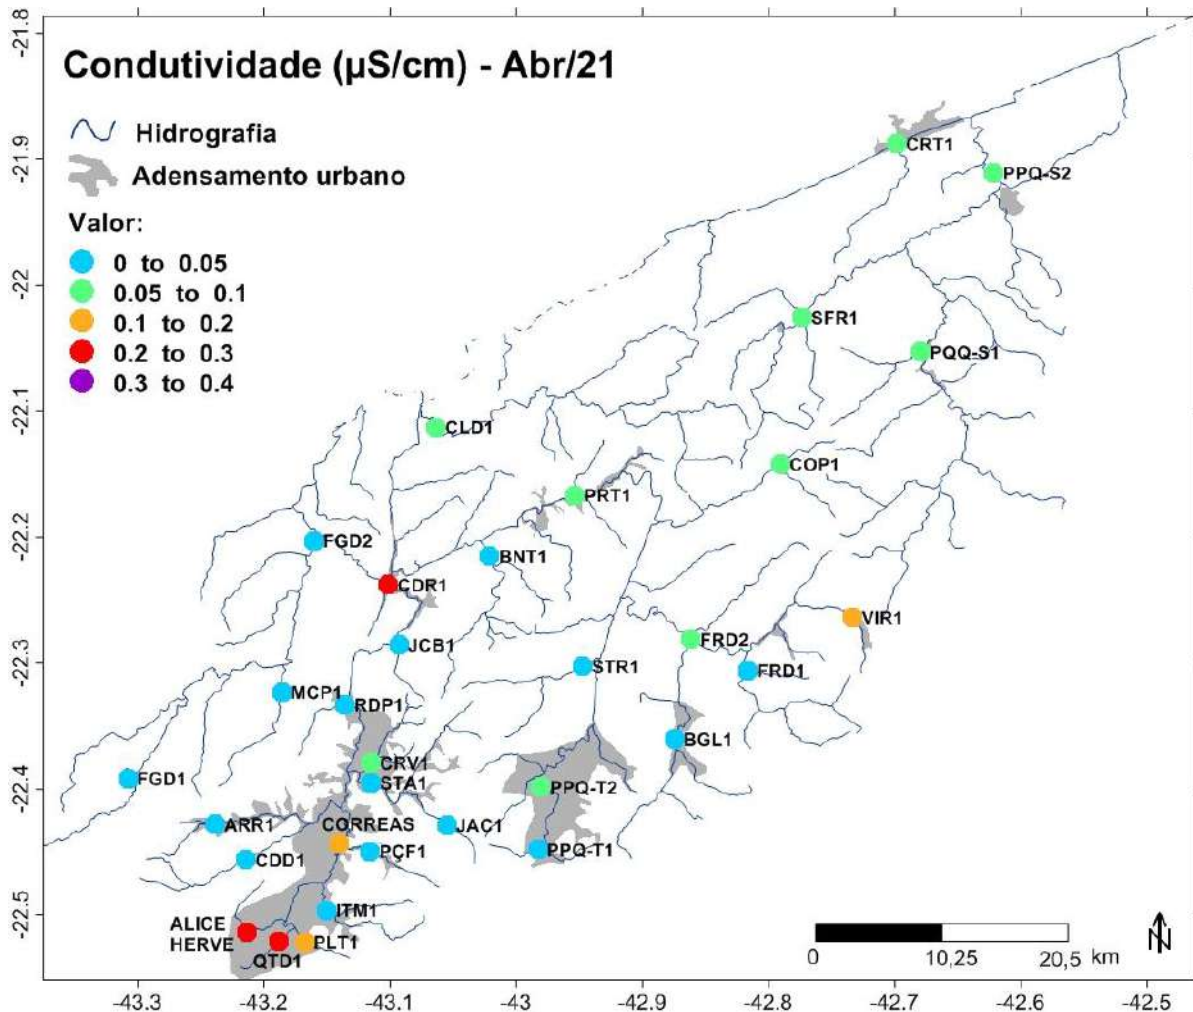 Condutividade (µS/cm) - Abr/21
Hidrografia
Adensamento urbano
Valor:
0 to 0.05
0.05 to 0.1
0.1 to 0.2
0.2 to 0.3
0.3 to 0.4
-21.8
-21.9
-22
-22.1
-22.2
-22.3
-22.4
-22.5
CRT1
PPQ-S2
SFR1
PQQ-S1
CLD1
COP1
PRT1
FGD2
BNT1
CDR1
VIR1
FRD2
JCB1
STR1
FRD1
MCP1
RDP1
BGL1
CRV1
FGD1
STA1
PPQ-T2
ARR1
CORREAS
JAC1
CDD1
PCF1
PPQ-T1
ITM1
ALICE
HERVE
PLT1
QTD1
0
10,25
20,5
km
N
-43.3
-43.2
-43.1
-43
-42.9
-42.8
-42.7
-42.6
-42.5